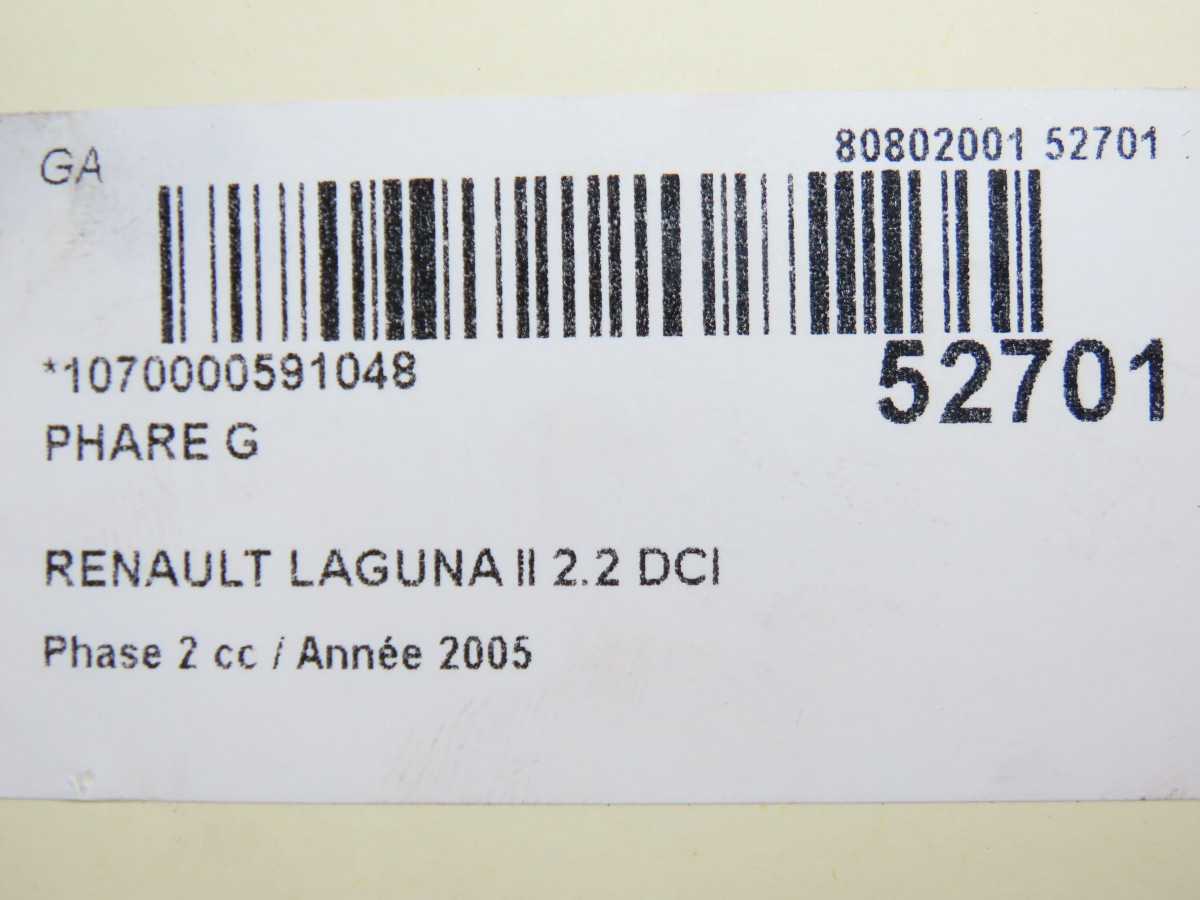 GA
80802001 52701
*1070000591048
52701
PHARE G
RENAULT LAGUNA II 2.2 DCI
Phase 2 cc / Année 2005